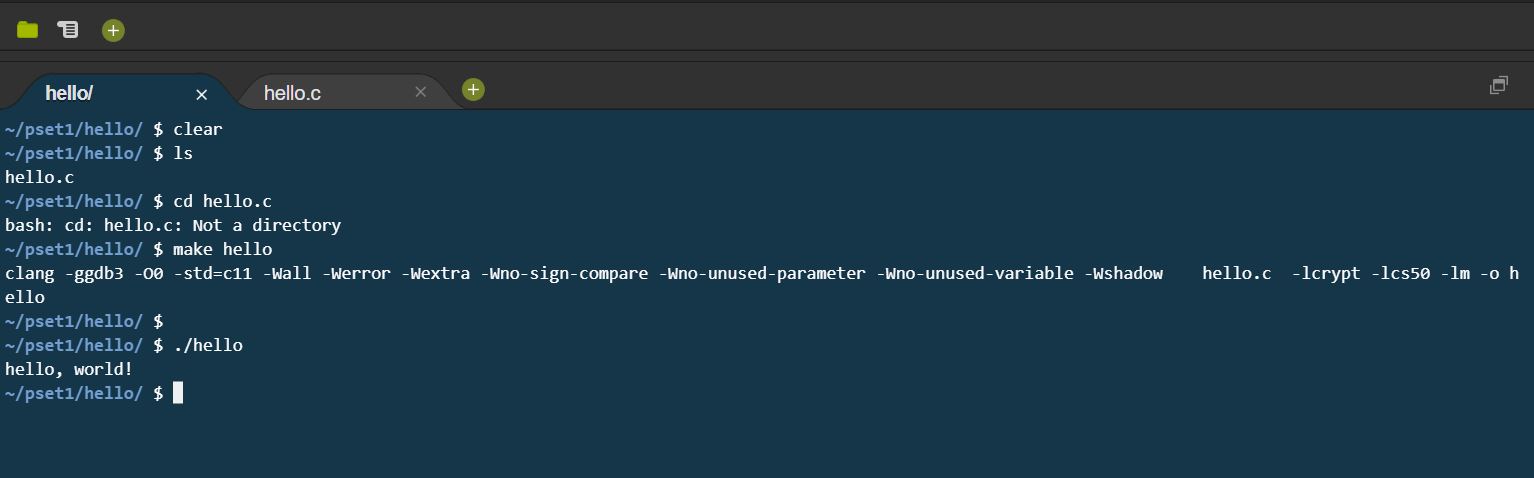 hello/
hello.c
~/pset1/hello/ $ clear
~/pset1/hello/ $ ls
hello.c
~/pset1/hello/ $ cd hello.c
bash: cd: hello.c: Not a directory
~/pset1/hello/ $ make hello
clang -ggdb3 -O0 -std=c11 -Wall -Werror -Wextra -Wno-sign-compare -Wno-unused-parameter -Wno-unused-variable -Wshadow    hello.c  -lcrypt -lcs50 -lm -o h
ello
~/pset1/hello/ $
~/pset1/hello/ $ ./hello
hello, world!
~/pset1/hello/ $